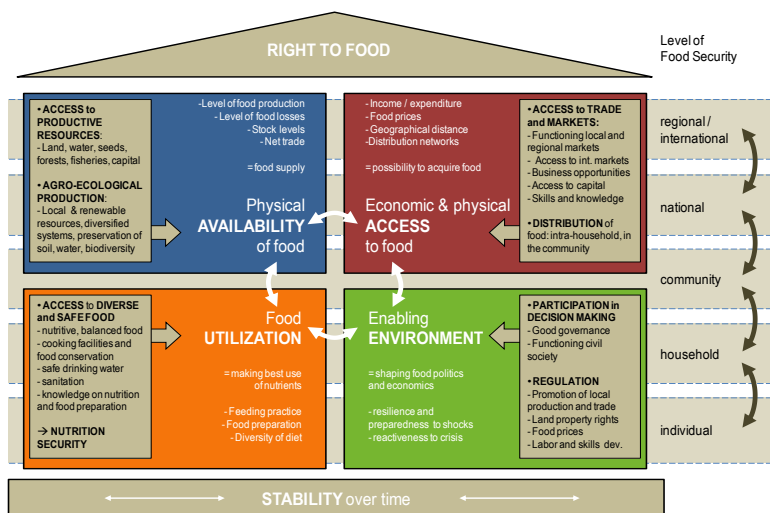 RIGHT TO FOOD
Level of
Food Security
•ACCESS to
PRODUCTIVE
RESOURCES:
- Land, water, seeds,
forests, fisheries, capital
•AGRO-ECOLOGICAL
PRODUCTION:
- Local & renewable
resources, diversified
systems, preservation of
soil, water, biodiversity
-Level of food production
- Level of food losses
- Stock levels
- Net trade
=food supply
Physical
AVAILABILITY
of food
- Income / expenditure
- Food prices
- Geographical distance
-Distribution networks
=possibility to acquire food
Economic & physical
ACCESS
to food
•ACCESS to TRADE
and MARKETS:
- Functioning local and
regional markets
- Access to int. markets
- Business opportunities
- Access to capital
- Skills and knowledge
•DISTRIBUTION of
food: intra-household, in
the community
•ACCESS to DIVERSE
and SAFE FOOD
- nutritive, balanced food
- cooking facilities and
food conservation
- safe drinking water
- sanitation
- knowledge on nutrition
and food preparation
→ NUTRITION
SECURITY
Food
UTILIZATION
=making best use
of nutrients
- Feeding practice
- Food preparation
- Diversity of diet
Enabling
ENVIRONMENT
=shaping food politics
and economics
-resilience and
preparedness to shocks
- reactiveness to crisis
•PARTICIPATION in
DECISION MAKING
- Good governance
- Functioning civil
society
•REGULATION
- Promotion of local
production and trade
- Land property rights
- Food prices
- Labor and skills dev.
regional /
international
national
community
household
individual
STABILITY over time